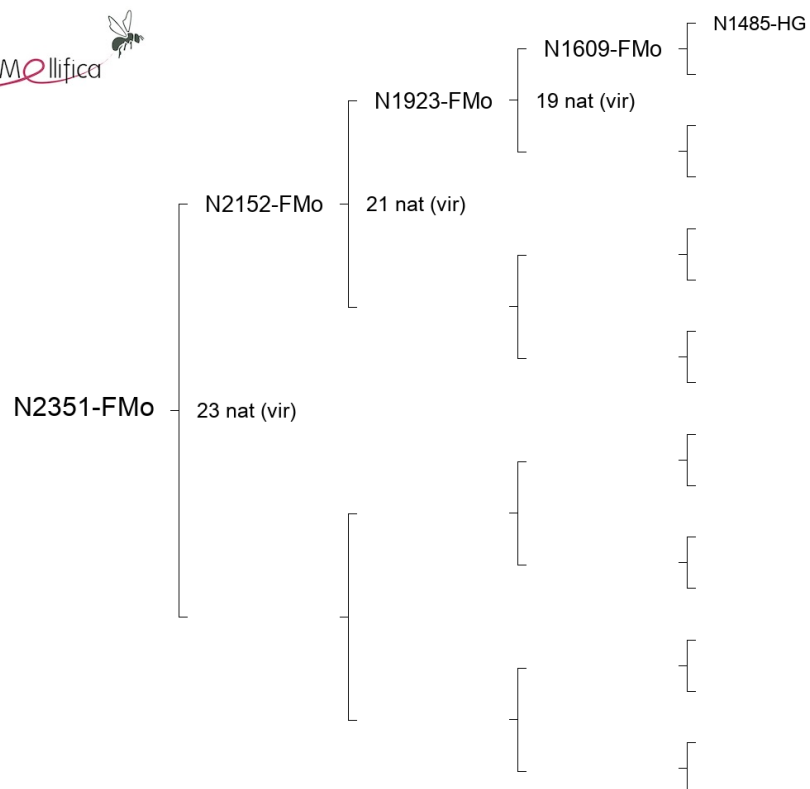 Mellifica
N1485-HG
N1609-FMo
N1923-FMo
19 nat (vir)
N2152-FMo
21 nat (vir)
N2351-FMo
23 nat (vir)